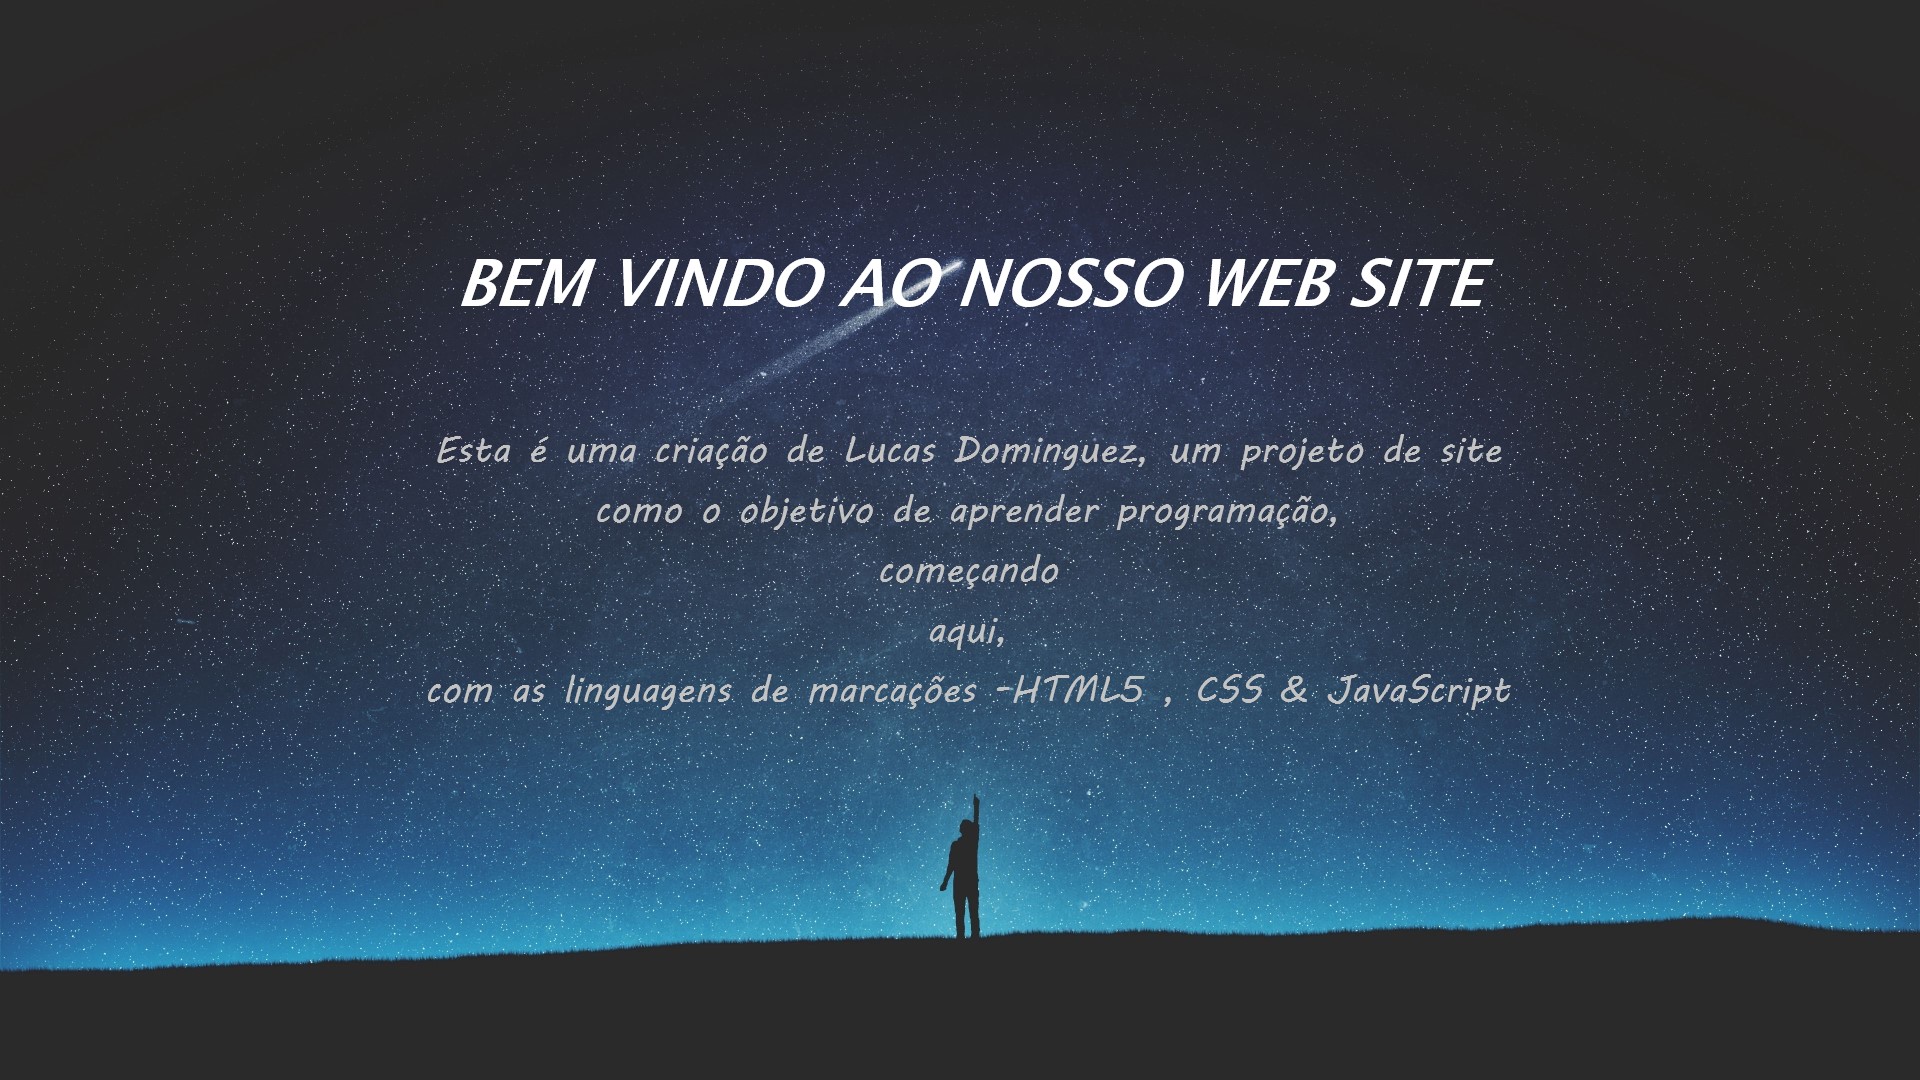 BEM VINDO AO NOSSO WEB SITE
Esta é uma criação de Lucas Dominguez, um projeto de site
como o objetivo de aprender programação,
começando
aqui,
com as linguagens de marcações -HTML5 , CSS & JavaScript